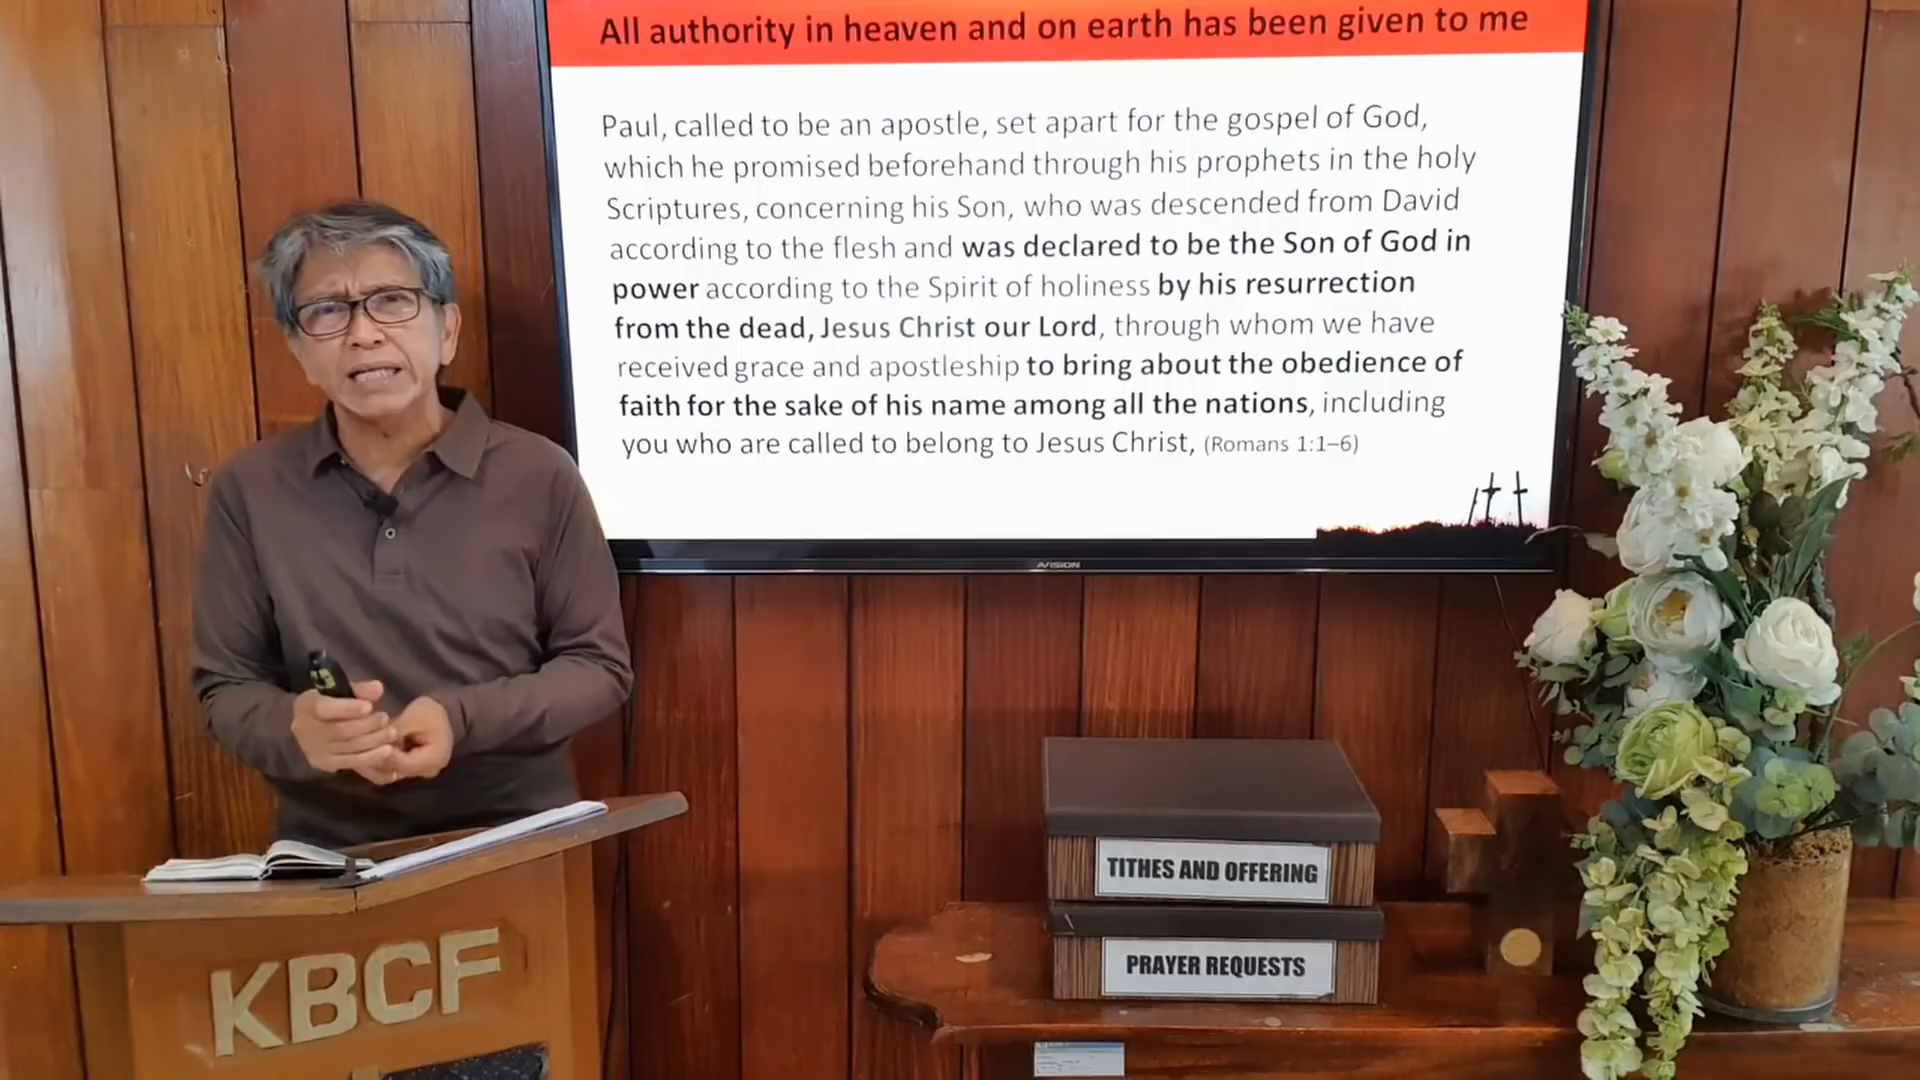 All authority in heaven and on earth has been given to me
Paul, called to be an apostle, set apart for the gospel of God,
which he promised beforehand through his prophets in the holy
Scriptures, concerning his Son, who was descended from David
according to the flesh and was declared to be the Son of God in
power according to the Spirit of holiness by his resurrection
from the dead, Jesus Christ our Lord, through whom we have
received grace and apostleship to bring about the obedience of
faith for the sake of his name among all the nations, including
you who are called to belong to Jesus Christ, (Romans 1:1–6)
AVISION
TITHES AND OFFERING
PRAYER REQUESTS
KBCF